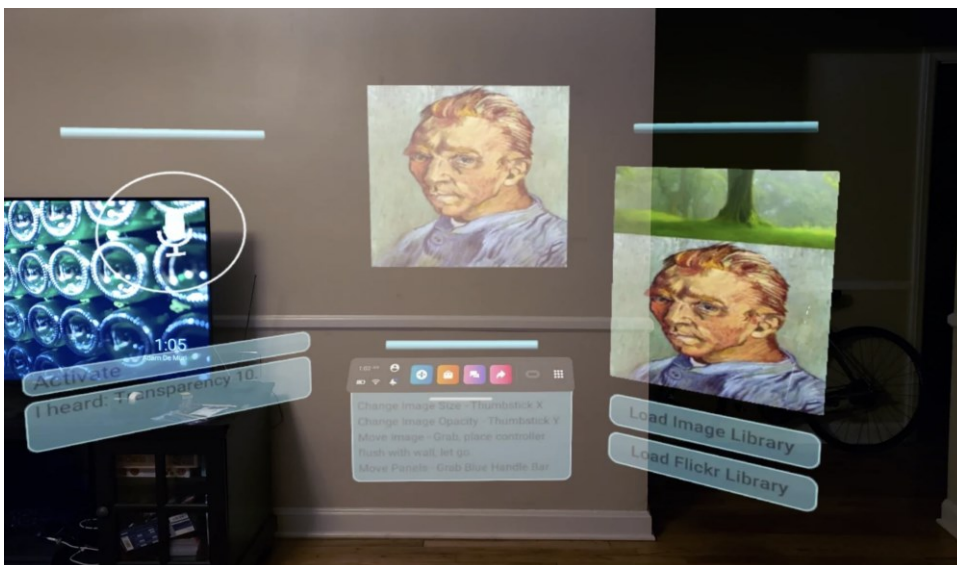 1:05
Activate
I heard: Transparency 10.
Change Image Size - Thumbstick X
Change Image Opacity - Thumbstick Y
Move Image - Grab, place controller
flush with wall, let go
Move Panels - Grab Blue Handle Bar
Load Image Library
Load Flickr Library